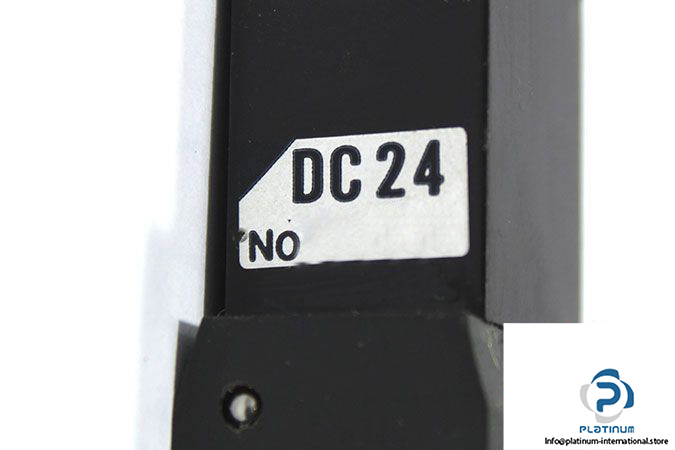 DC24
NO
PLATINUM
Info@platinum-international.store